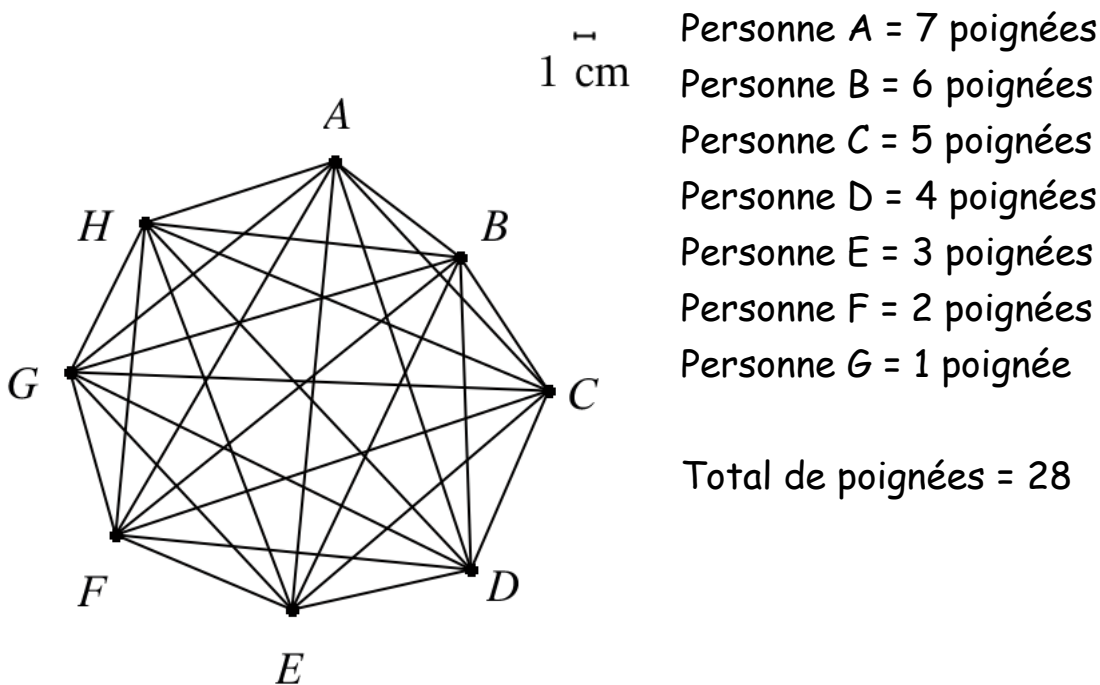 1 cm
Personne A = 7 poignées
Personne B = 6 poignées
Personne C = 5 poignées
Personne D = 4 poignées
Personne E = 3 poignées
Personne F = 2 poignées
Personne G = 1 poignée
Total de poignées = 28
A
H
B
G
C
F
D
E